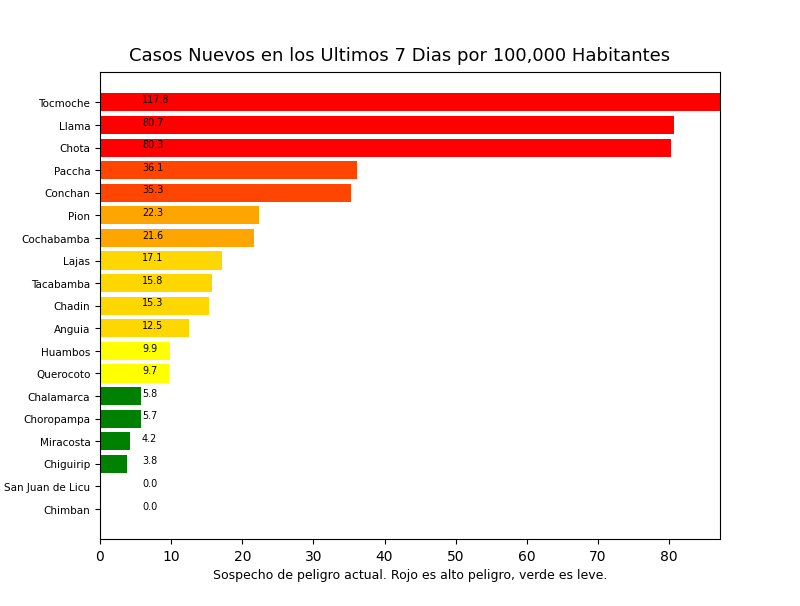 Casos Nuevos en los Ultimos 7 Dias por 100,000 Habitantes
Tocmoche 117.8
Llama 80.7
Chota 80.3
Paccha 36.1
Conchan 35.3
Pion 22.3
Cochabamba 21.6
Lajas 17.1
Tacabamba 15.8
Chadin 15.3
Anguia 12.5
Huambos 9.9
Querocoto 9.7
Chalamarca 5.8
Choropampa 5.7
Miracosta 4.2
Chiguirip 3.8
San Juan de Licu 0.0
Chimban 0.0
0 10 20 30 40 50 60 70 80
Sospecho de peligro actual. Rojo es alto peligro, verde es leve.